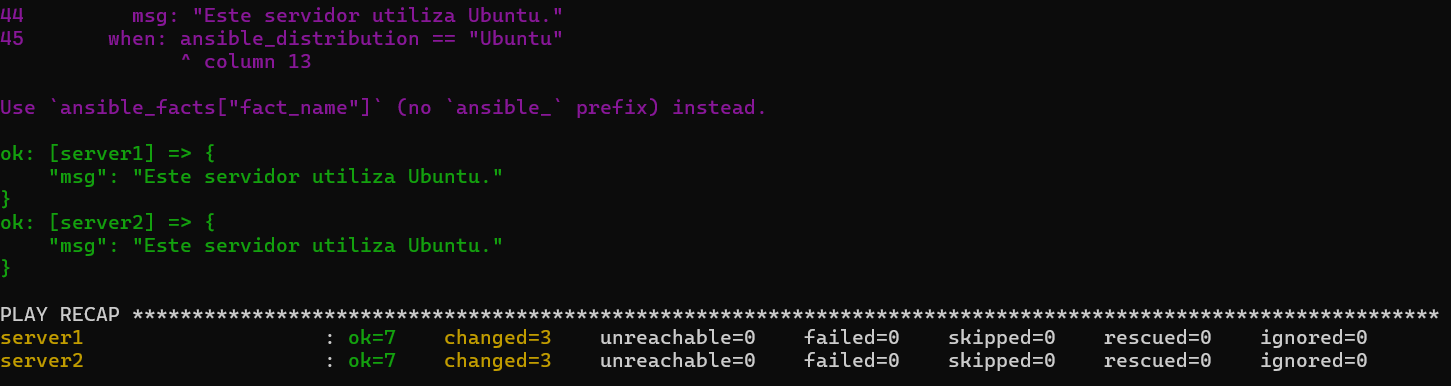 44         msg: "Este servidor utiliza Ubuntu."
45       when: ansible_distribution == "Ubuntu"
               ^ column 13

Use `ansible_facts["fact_name"]` (no `ansible_` prefix) instead.

ok: [server1] => {
    "msg": "Este servidor utiliza Ubuntu."
}
ok: [server2] => {
    "msg": "Este servidor utiliza Ubuntu."
}

PLAY RECAP *************************************************************************************************************
server1                    : ok=7    changed=3    unreachable=0    failed=0    skipped=0    rescued=0    ignored=0
server2                    : ok=7    changed=3    unreachable=0    failed=0    skipped=0    rescued=0    ignored=0